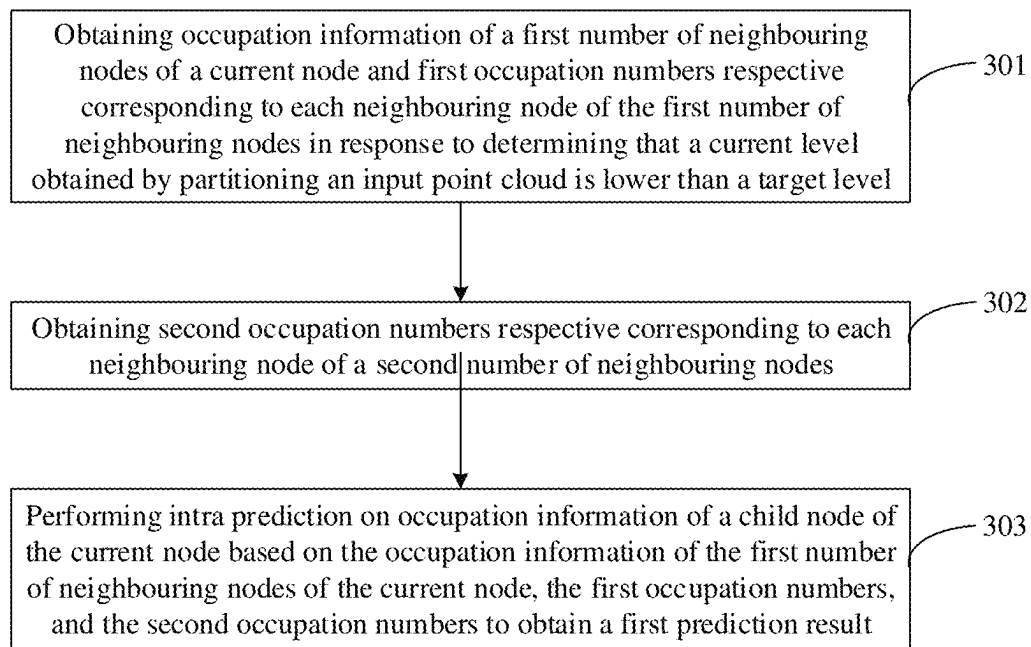 Obtaining occupation information of a first number of neighbouring
nodes of a current node and first occupation numbers respective
corresponding to each neighbouring node of the first number of
neighbouring nodes in response to determining that a current level
obtained by partitioning an input point cloud is lower than a target level
301
Obtaining second occupation numbers respective corresponding to each
neighbouring node of a second number of neighbouring nodes
302
Performing intra prediction on occupation information of a child node of
the current node based on the occupation information of the first number
of neighbouring nodes of the current node, the first occupation numbers,
and the second occupation numbers to obtain a first prediction result
303